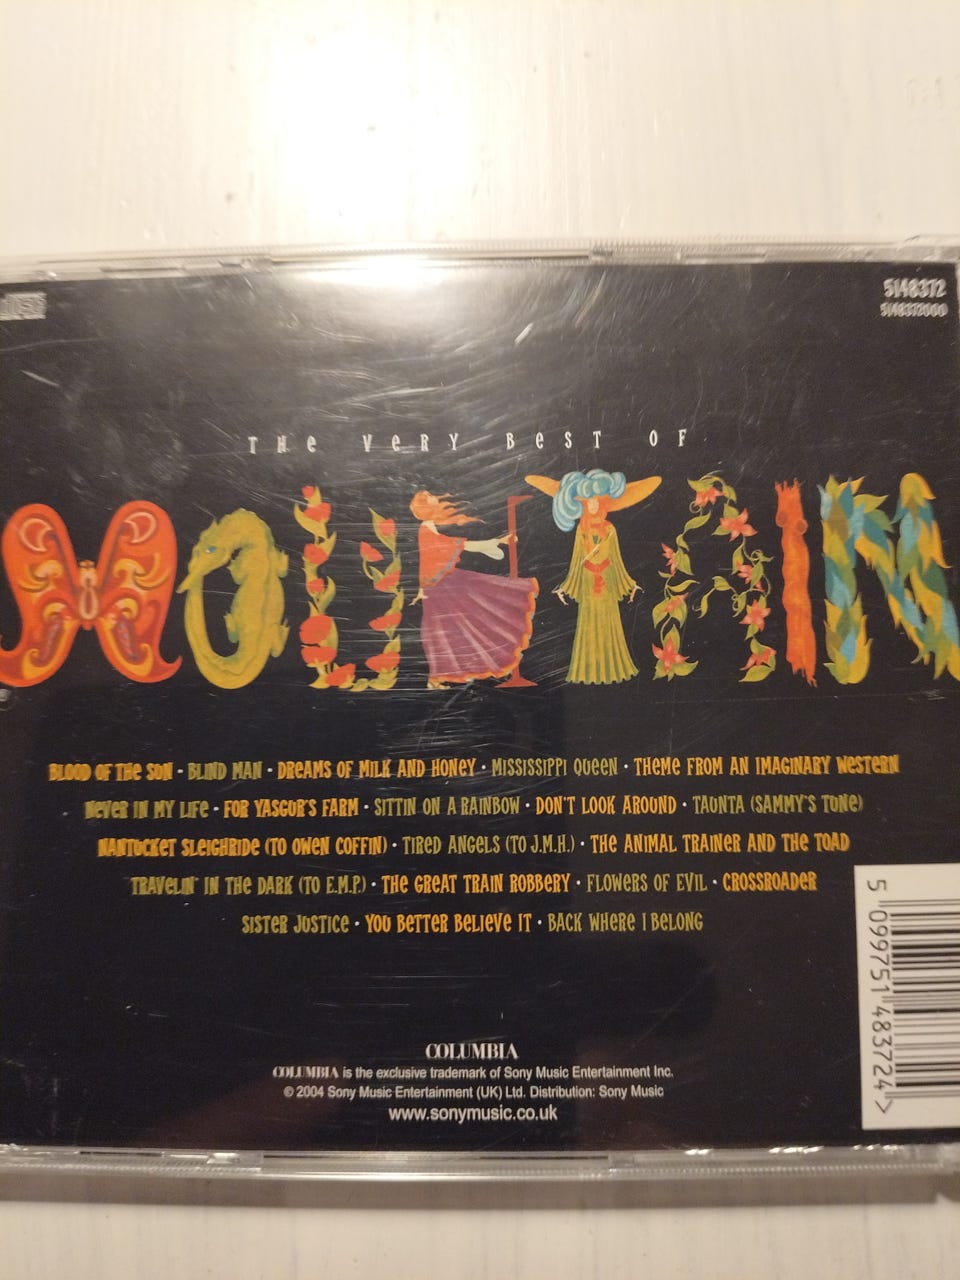 5148372
5148372000
THE VERY BEST OF
MOUNTAIN
BLOOD OF THE SUN • BLIND MAN • DREAMS OF MILK AND HONEY • MISSISSIPPI QUEEN • THEME FROM AN IMAGINARY WESTERN
NEVER IN MY LIFE • FOR YASGUR'S FARM • SITTIN ON A RAINBOW • DON'T LOOK AROUND • TAUNTA (SAMMY'S TUNE)
NANTUCKET SLEIGHRIDE (TO OWEN COFFIN) • TIRED ANGELS (TO J.M.H.) • THE ANIMAL TRAINER AND THE TOAD
TRAVELIN' IN THE DARK (TO E.M.P.) • THE GREAT TRAIN ROBBERY • FLOWERS OF EVIL • CROSSROADER
SISTER JUSTICE • YOU BETTER BELIEVE IT • BACK WHERE I BELONG
5 099751 483724 >
COLUMBIA
COLUMBIA is the exclusive trademark of Sony Music Entertainment Inc.
© 2004 Sony Music Entertainment (UK) Ltd. Distribution: Sony Music
www.sonymusic.co.uk